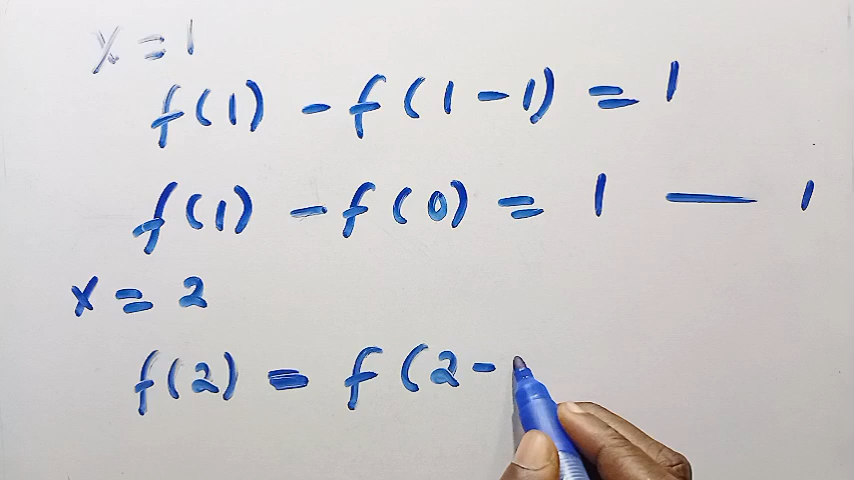 x = 1
f(1) - f(1-1) = 1
f(1) - f(0) = 1 — 1
x = 2
f(2) = f(2-